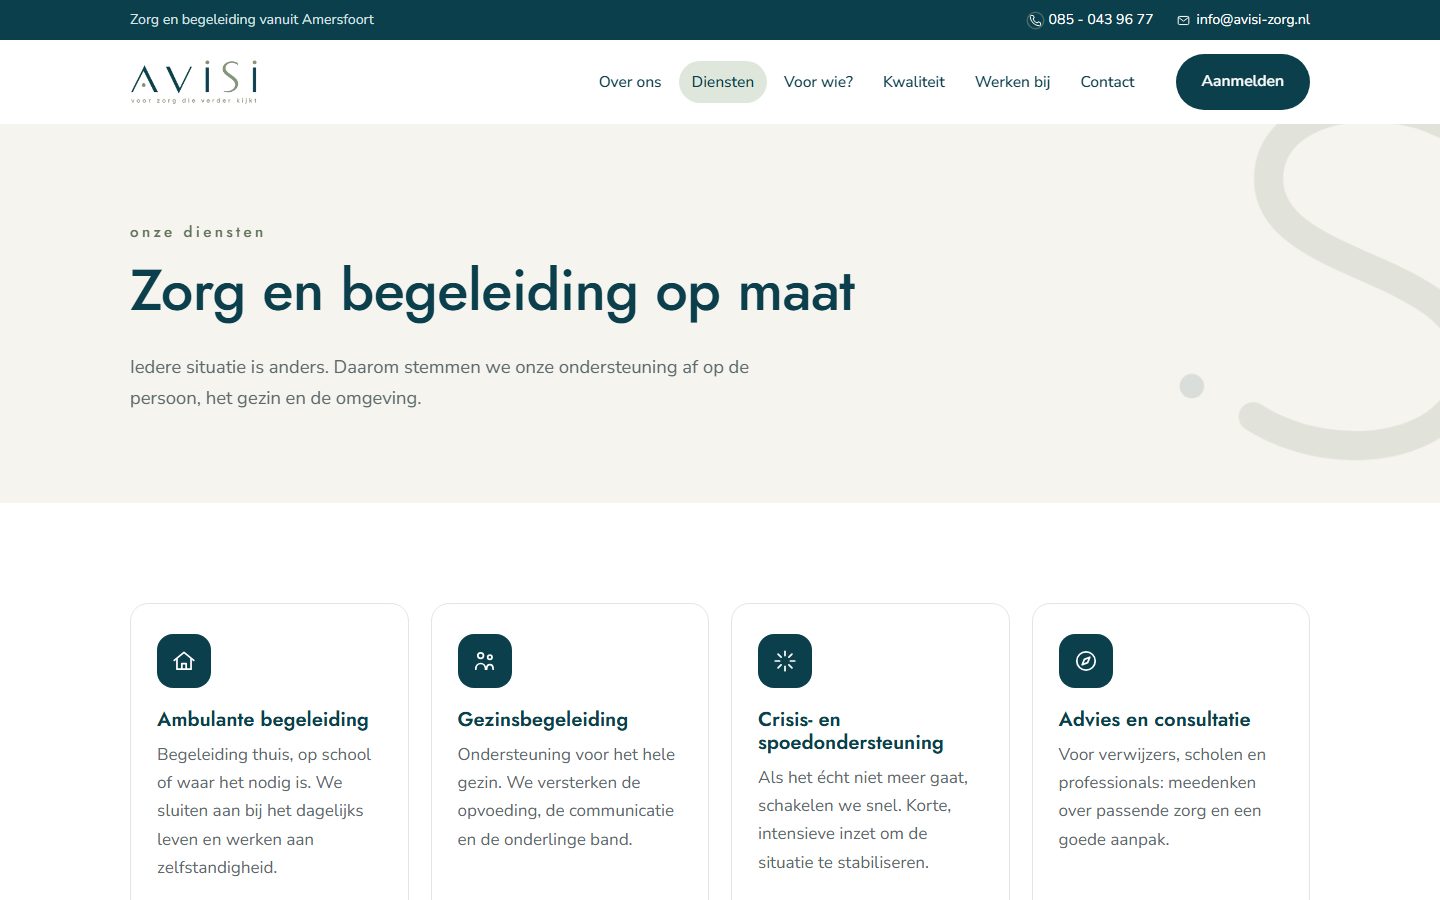 Zorg en begeleiding vanuit Amersfoort
085 - 043 96 77
info@avisi-zorg.nl
AViSi
voor zorg die verder kijkt
Over ons
Diensten
Voor wie?
Kwaliteit
Werken bij
Contact
Aanmelden
onze diensten
Zorg en begeleiding op maat
Iedere situatie is anders. Daarom stemmen we onze ondersteuning af op de
persoon, het gezin en de omgeving.
Ambulante begeleiding
Begeleiding thuis, op school
of waar het nodig is. We
sluiten aan bij het dagelijks
leven en werken aan
zelfstandigheid.
Gezinsbegeleiding
Ondersteuning voor het hele
gezin. We versterken de
opvoeding, de communicatie
en de onderlinge band.
Crisis- en
spoedondersteuning
Als het écht niet meer gaat,
schakelen we snel. Korte,
intensieve inzet om de
situatie te stabiliseren.
Advies en consultatie
Voor verwijzers, scholen en
professionals: meedenken
over passende zorg en een
goede aanpak.